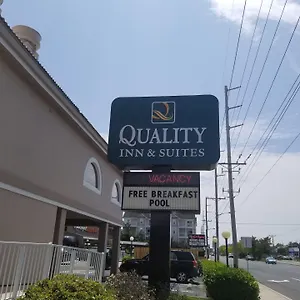 QUALITY
INN & SUITES
VACANCY
FREE BREAKFAST
POOL